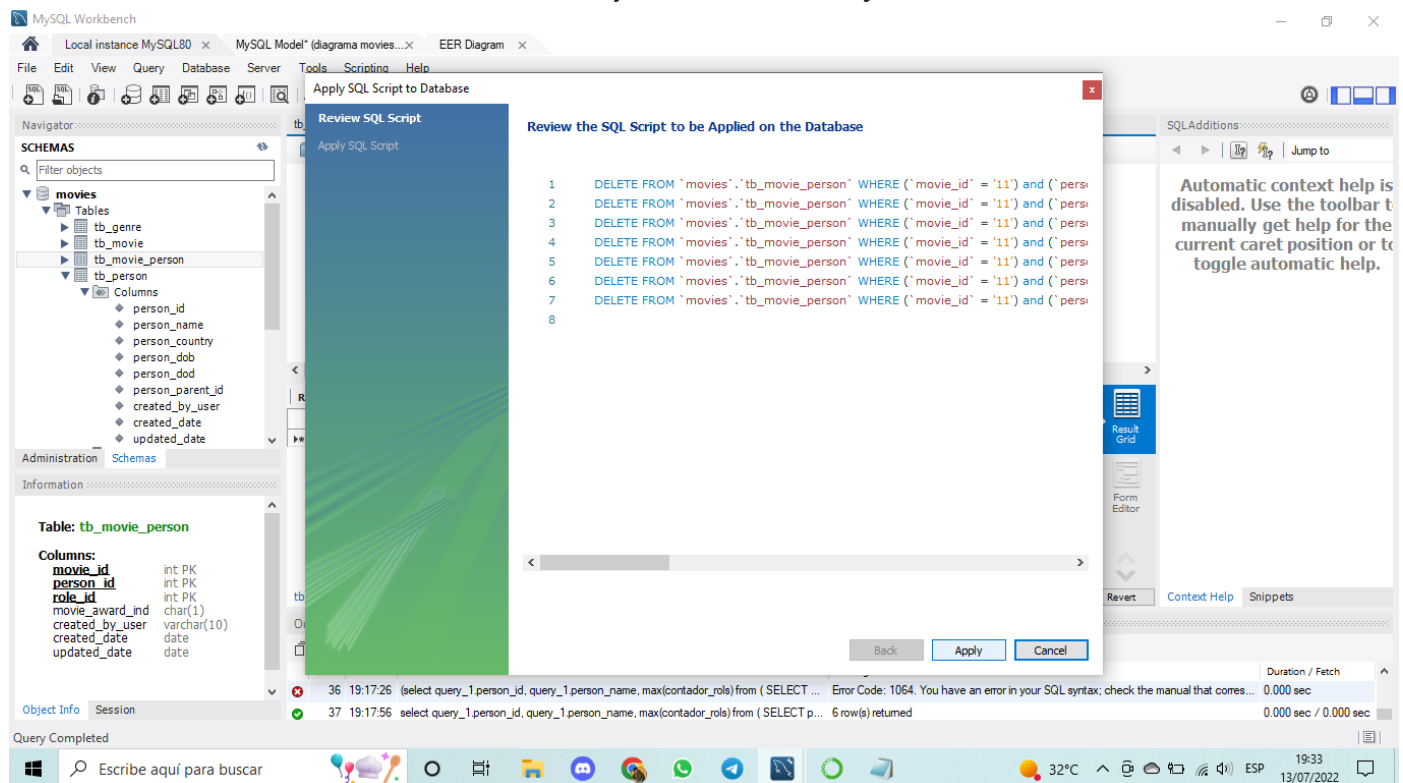 MySQL Workbench
Local instance MySQL80 × MySQL Model* (diagrama movies...× EER Diagram ×
File Edit View Query Database Server Tools Scripting Help
Navigator
SCHEMAS
Filter objects
movies
Tables
tb_genre
tb_movie
tb_movie_person
tb_person
Columns
person_id
person_name
person_country
person_dob
person_dod
person_parent_id
created_by_user
created_date
updated_date
Administration Schemas
Information
Table: tb_movie_person
Columns:
movie_id int PK
person_id int PK
role_id int PK
movie_award_ind char(1)
created_by_user varchar(10)
created_date date
updated_date date
Object Info Session
Apply SQL Script to Database
Review SQL Script
Apply SQL Script
Review the SQL Script to be Applied on the Database
1 DELETE FROM `movies`.`tb_movie_person` WHERE (`movie_id` = '11') and (`pers
2 DELETE FROM `movies`.`tb_movie_person` WHERE (`movie_id` = '11') and (`pers
3 DELETE FROM `movies`.`tb_movie_person` WHERE (`movie_id` = '11') and (`pers
4 DELETE FROM `movies`.`tb_movie_person` WHERE (`movie_id` = '11') and (`pers
5 DELETE FROM `movies`.`tb_movie_person` WHERE (`movie_id` = '11') and (`pers
6 DELETE FROM `movies`.`tb_movie_person` WHERE (`movie_id` = '11') and (`pers
7 DELETE FROM `movies`.`tb_movie_person` WHERE (`movie_id` = '11') and (`pers
8
Back Apply Cancel
SQLAdditions
Jump to
Automatic context help is
disabled. Use the toolbar t
manually get help for the
current caret position or to
toggle automatic help.
Result
Grid
Form
Editor
Revert
Context Help Snippets
Duration / Fetch
36 19:17:26 (select query_1.person_id, query_1.person_name, max(contador_rols) from ( SELECT ... Error Code: 1064. You have an error in your SQL syntax; check the manual that corres... 0.000 sec
37 19:17:56 select query_1.person_id, query_1.person_name, max(contador_rols) from ( SELECT p... 6 row(s) returned 0.000 sec / 0.000 sec
Query Completed
Escribe aquí para buscar
32°C ESP 19:33
13/07/2022